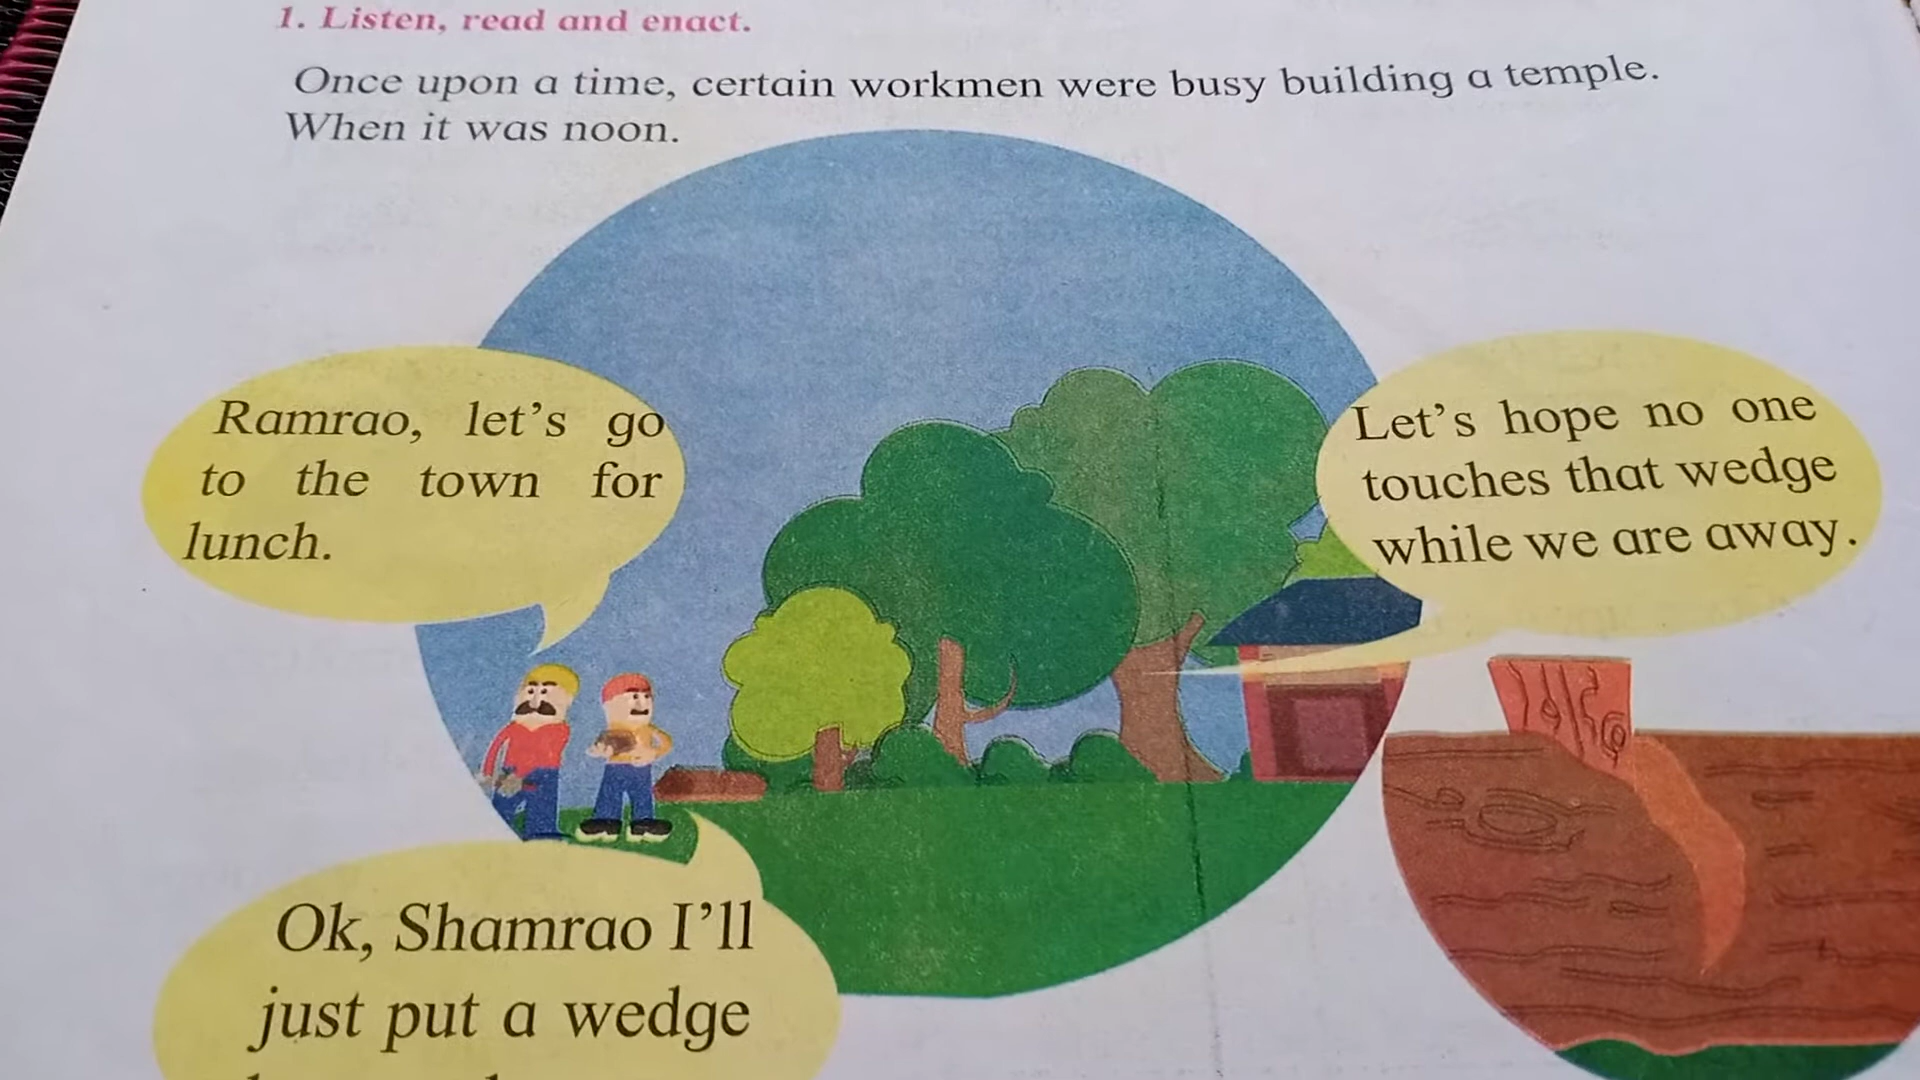 1. Listen, read and enact.
Once upon a time, certain workmen were busy building a temple.
When it was noon.
Ramrao, let's go
to the town for
lunch.
Let's hope no one
touches that wedge
while we are away.
Ok, Shamrao I'll
just put a wedge